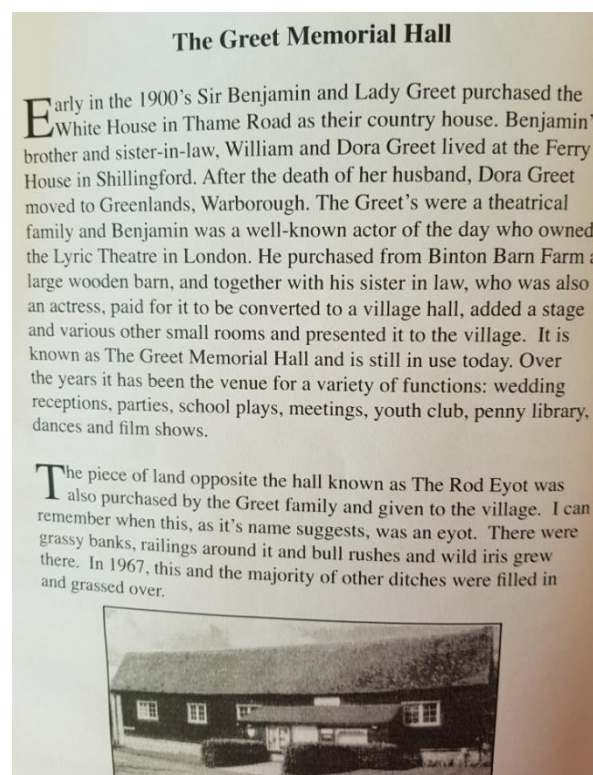 The Greet Memorial Hall
Early in the 1900's Sir Benjamin and Lady Greet purchased the
White House in Thame Road as their country house. Benjamin'
brother and sister-in-law, William and Dora Greet lived at the Ferry
House in Shillingford. After the death of her husband, Dora Greet
moved to Greenlands, Warborough. The Greet's were a theatrical
family and Benjamin was a well-known actor of the day who owned
the Lyric Theatre in London. He purchased from Binton Barn Farm a
large wooden barn, and together with his sister in law, who was also
an actress, paid for it to be converted to a village hall, added a stage
and various other small rooms and presented it to the village. It is
known as The Greet Memorial Hall and is still in use today. Over
the years it has been the venue for a variety of functions: wedding
receptions, parties, school plays, meetings, youth club, penny library,
dances and film shows.
The piece of land opposite the hall known as The Rod Eyot was
also purchased by the Greet family and given to the village. I can
remember when this, as it's name suggests, was an eyot. There were
grassy banks, railings around it and bull rushes and wild iris grew
there. In 1967, this and the majority of other ditches were filled in
and grassed over.